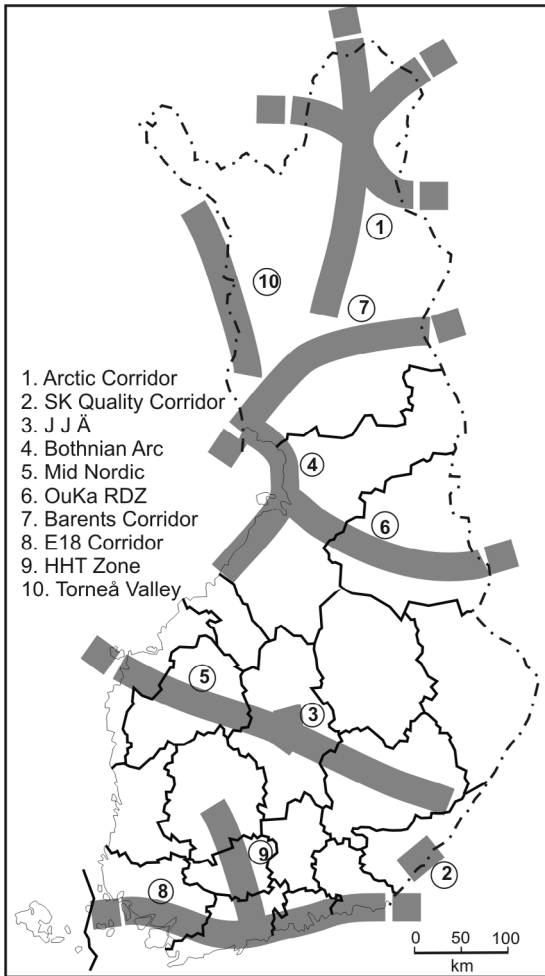 1
10
7
1. Arctic Corridor
2. SK Quality Corridor
3. J J Ä
4. Bothnian Arc
5. Mid Nordic
6. OuKa RDZ
7. Barents Corridor
8. E18 Corridor
9. HHT Zone
10. Torneå Valley
4
6
5
3
9
2
8
0 50 100
km